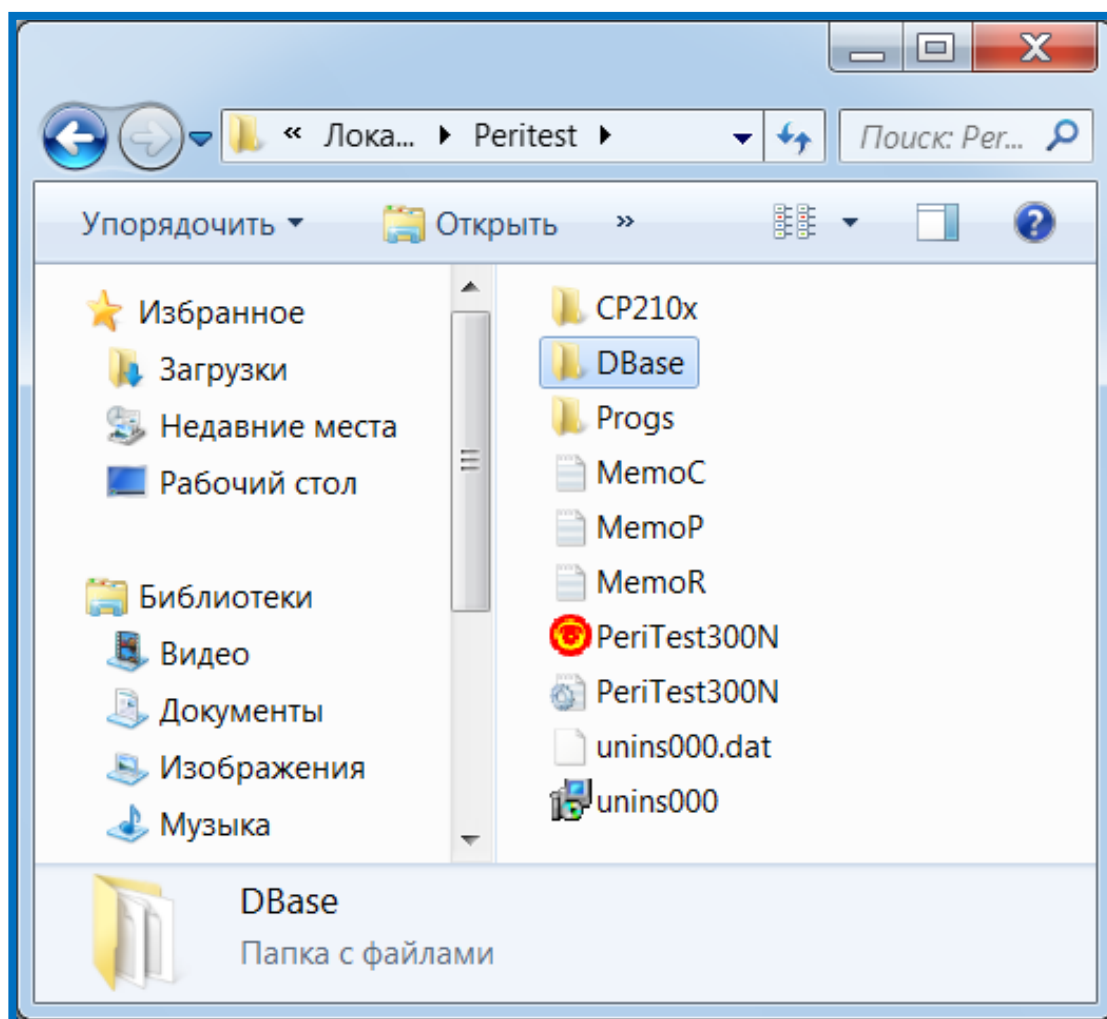 « Лока... Peritest
Поиск: Per...
Упорядочить Открыть »
Избранное
Загрузки
Недавние места
Рабочий стол
Библиотеки
Видео
Документы
Изображения
Музыка
CP210x
DBase
Progs
MemoC
MemoP
MemoR
PeriTest300N
PeriTest300N
unins000.dat
unins000
DBase
Папка с файлами